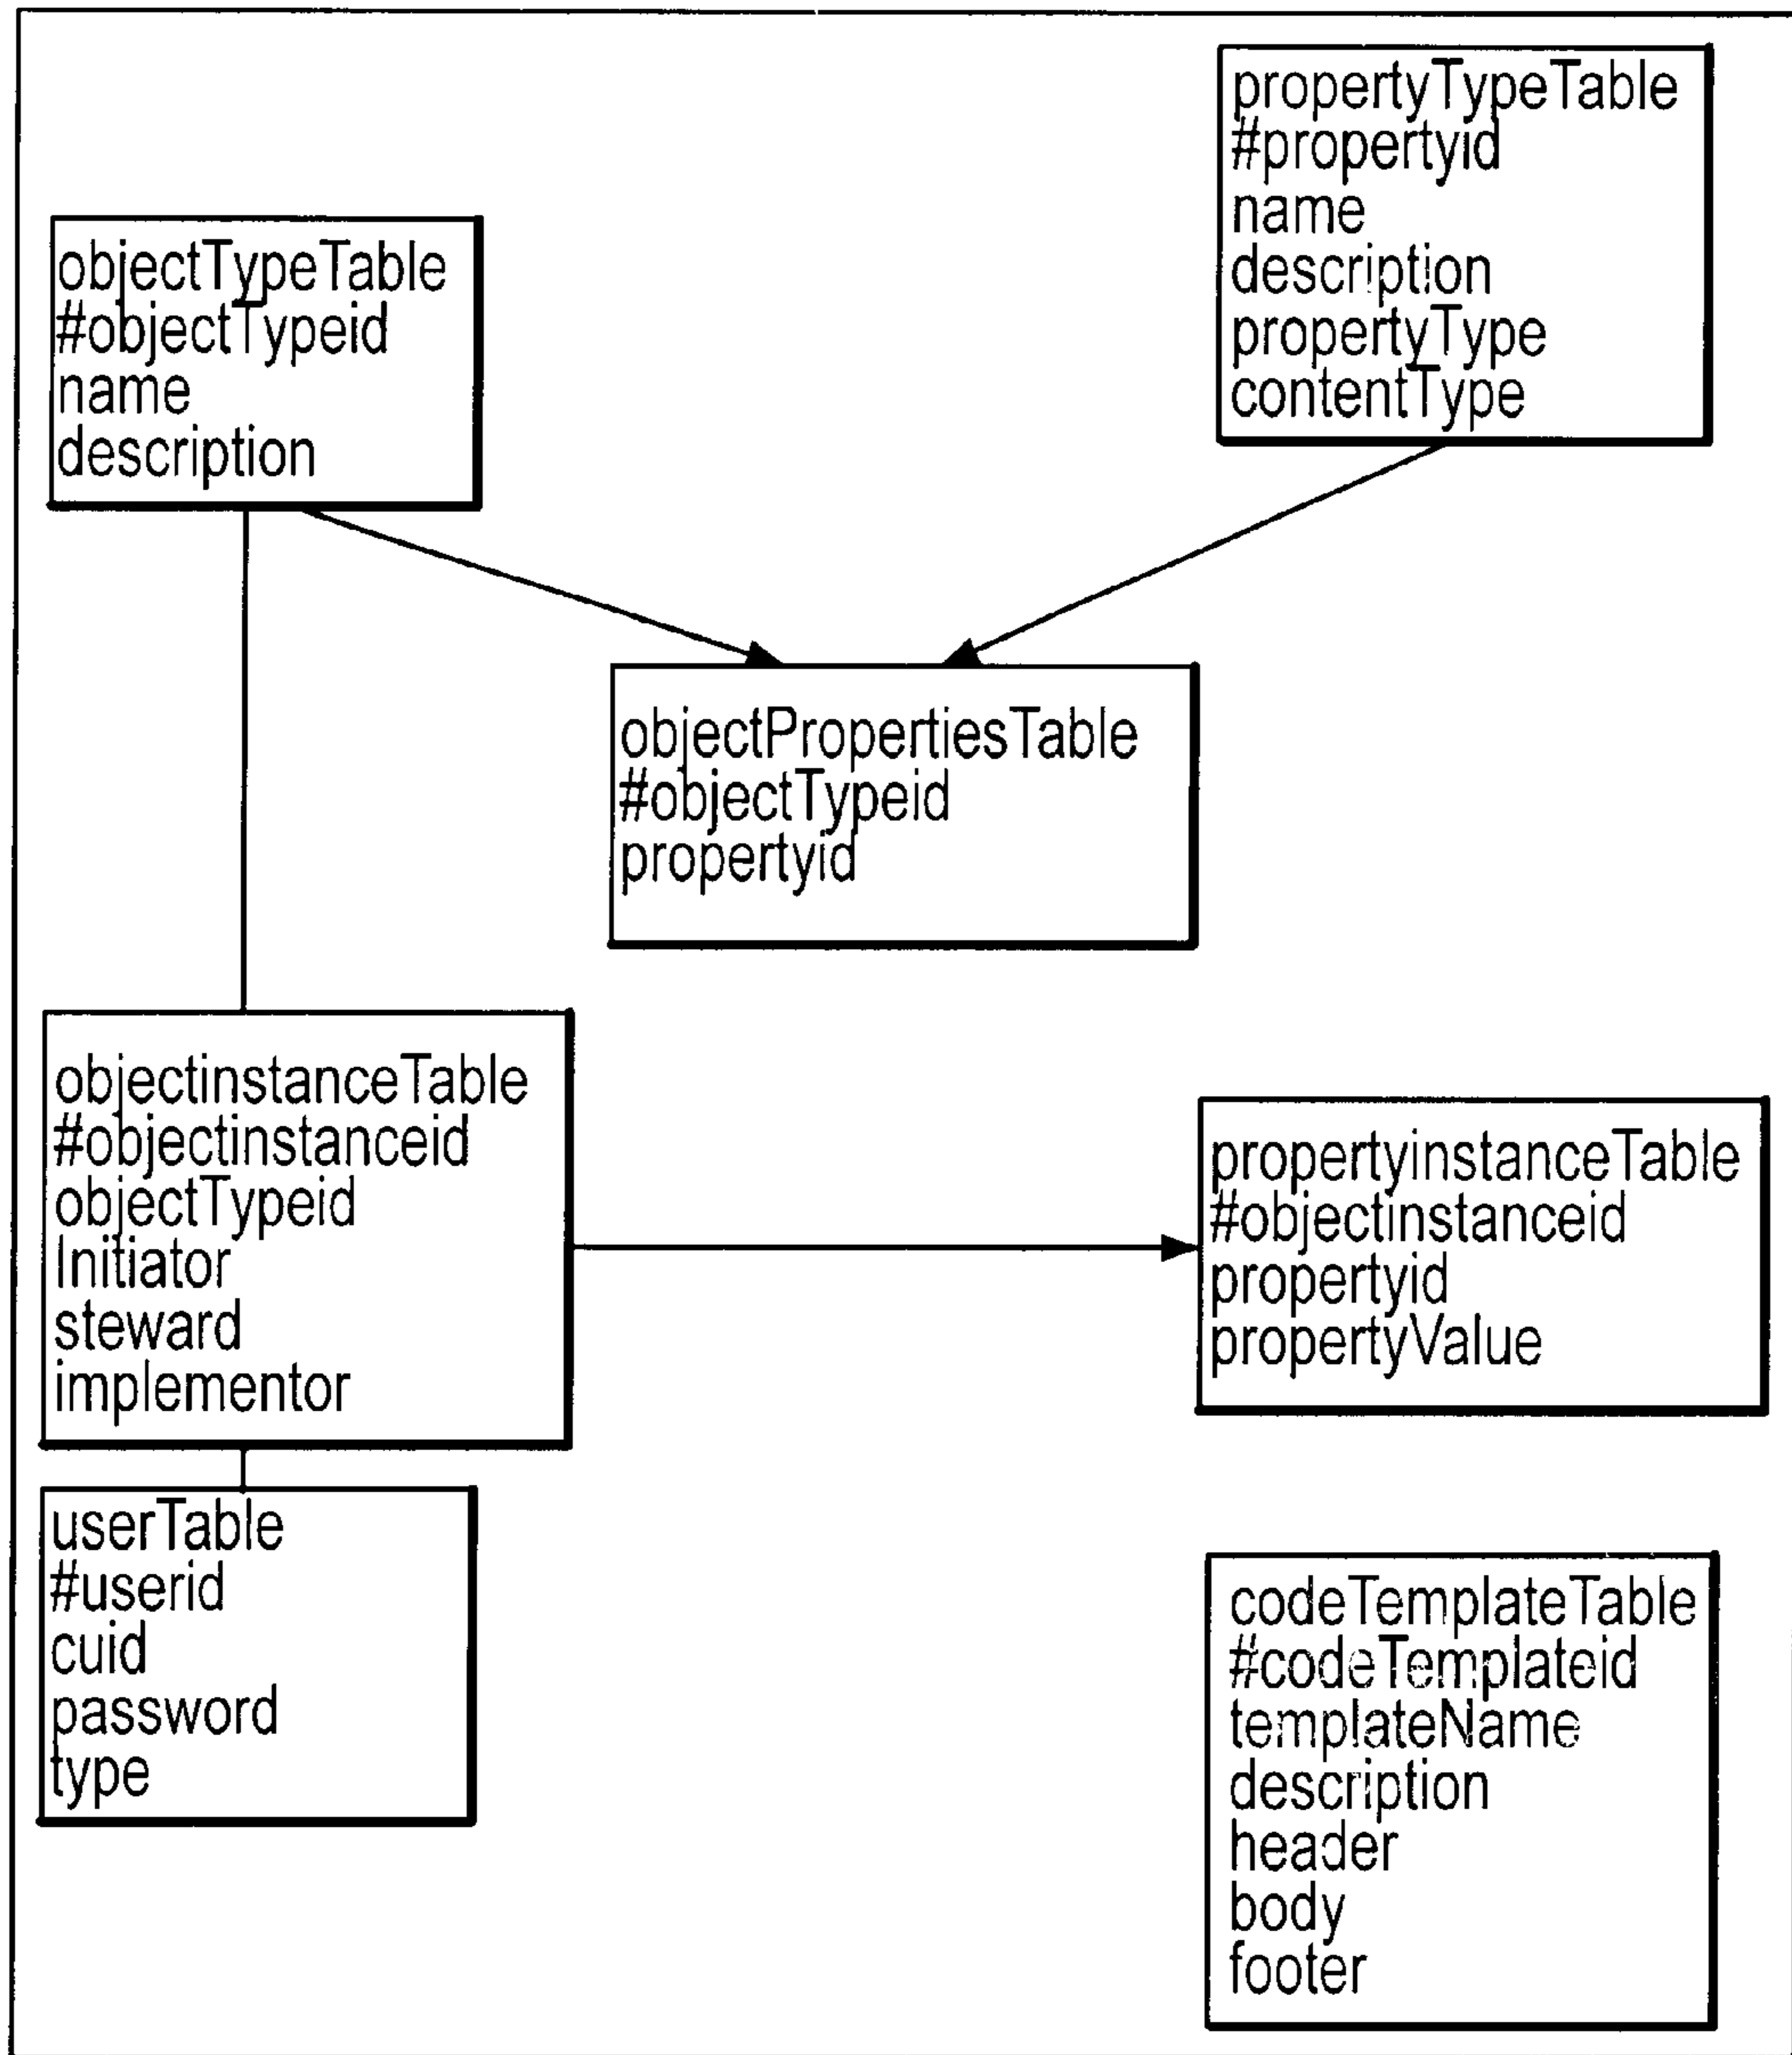 propertyTypeTable
#propertyid
name
description
propertyType
contentType
objectTypeTable
#objectTypeid
name
description
objectPropertiesTable
#objectTypeid
propertyid
objectinstanceTable
#objectinstanceid
objectTypeid
Initiator
steward
implementor
propertyinstanceTable
#objectinstanceid
propertyid
propertyValue
userTable
#userid
cuid
password
type
codeTemplateTable
#codeTemplateid
templateName
description
header
body
footer